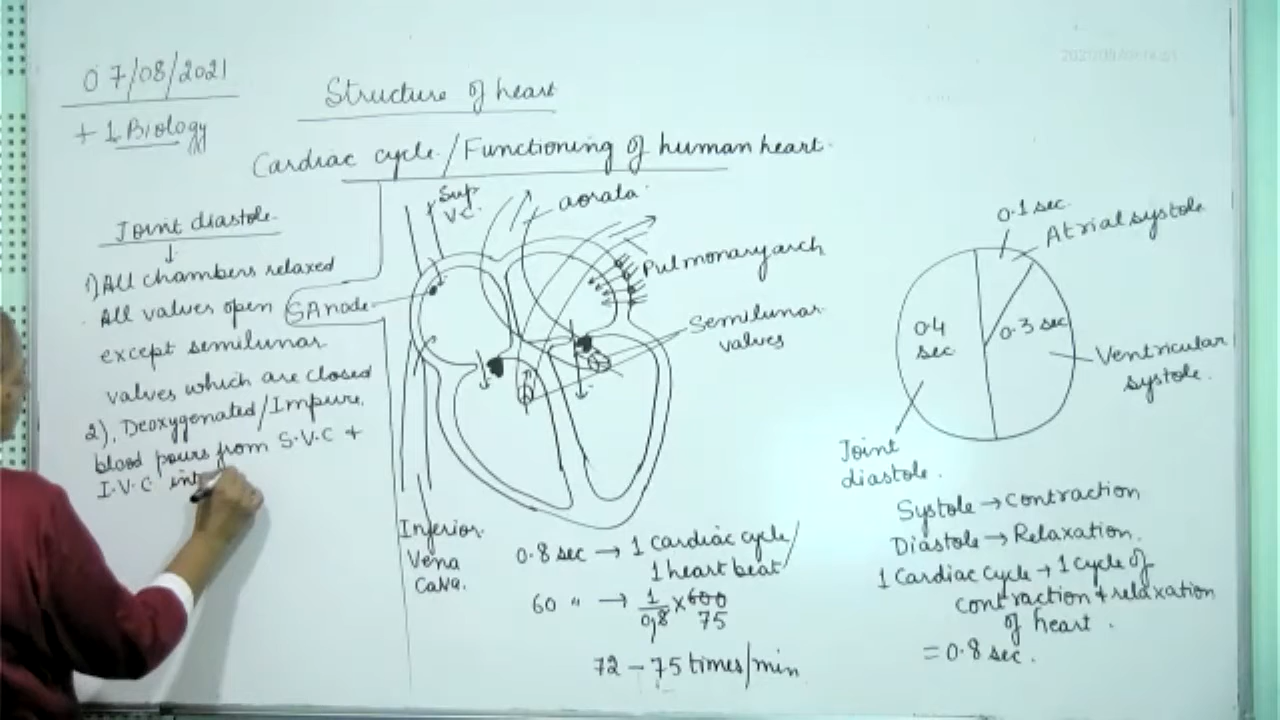 07/08/2021
+1 Biology
Structure of heart
Cardiac cycle/Functioning of human heart.
Joint diastole.
↓
1) All chambers relaxed
All valves open
except semilunar
valves which are closed
2). Deoxygenated/Impure.
blood pours from S.V.C +
I.V.C int
SA node
Sup
V.C.
aorata
Pulmonary arch
Semilunar
valves
Inferior
Vena
Cava.
0.8 sec → 1 cardiac cycle/
1 heart beat/
60 " → 1/0.8 × 600
75
72 – 75 times/min
0.1 sec
Atrial systole
0.4
sec
0.3 sec
Ventricular
systole.
Joint
diastole.
Systole → Contraction
Diastole → Relaxation.
1 Cardiac Cycle → 1 cycle of
contraction + relaxation
of heart.
= 0.8 sec.